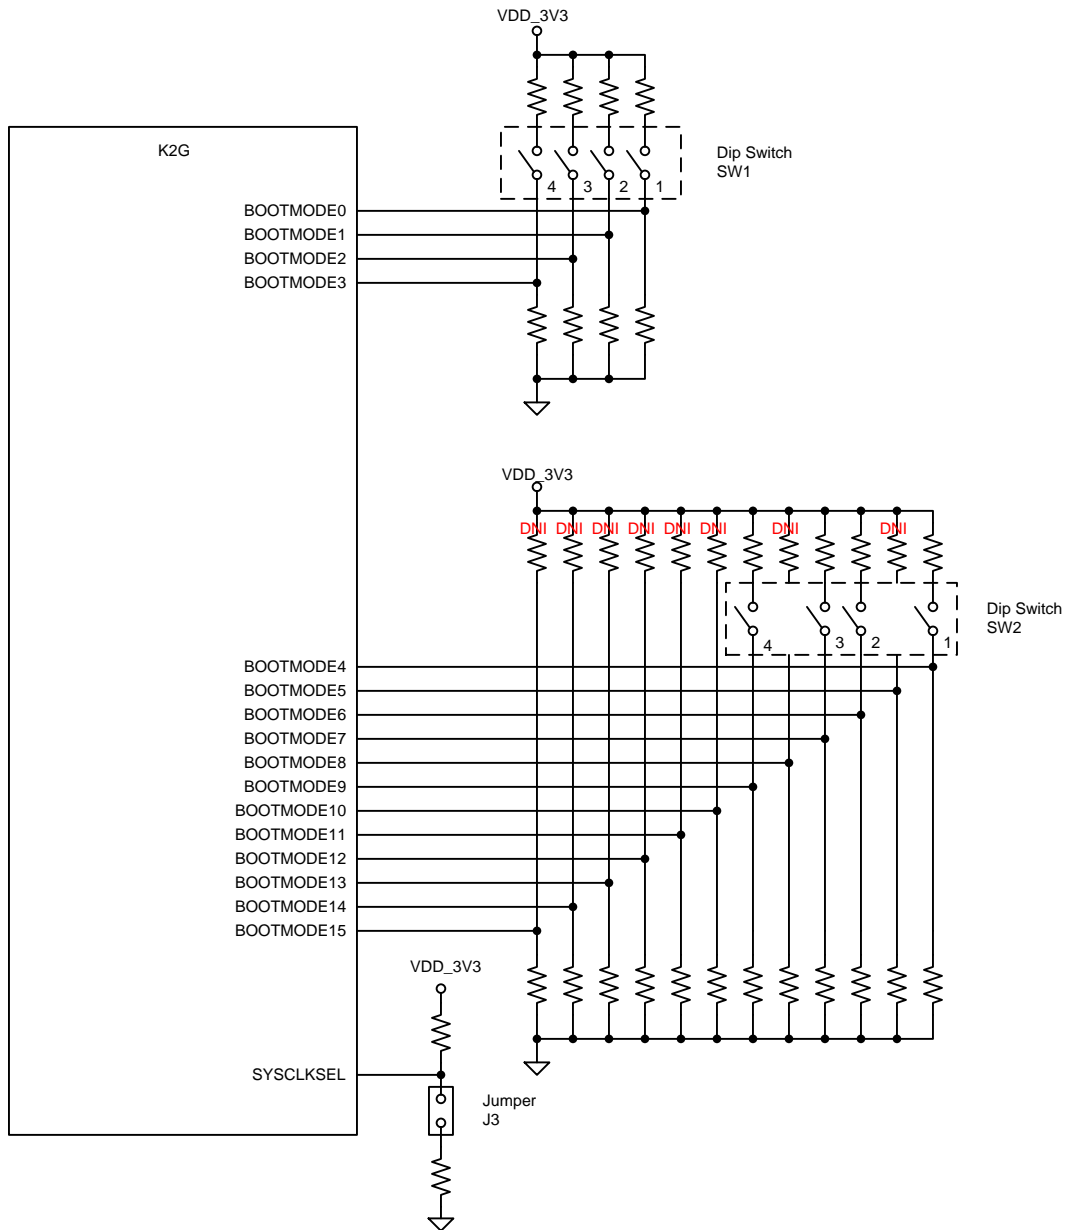 VDD_3V3
K2G
Dip Switch
SW1
4 3 2 1
BOOTMODE0
BOOTMODE1
BOOTMODE2
BOOTMODE3
VDD_3V3
DNI DNI DNI DNI DNI DNI DNI DNI
Dip Switch
SW2
4 3 2 1
BOOTMODE4
BOOTMODE5
BOOTMODE6
BOOTMODE7
BOOTMODE8
BOOTMODE9
BOOTMODE10
BOOTMODE11
BOOTMODE12
BOOTMODE13
BOOTMODE14
BOOTMODE15
VDD_3V3
SYSCLKSEL
Jumper
J3